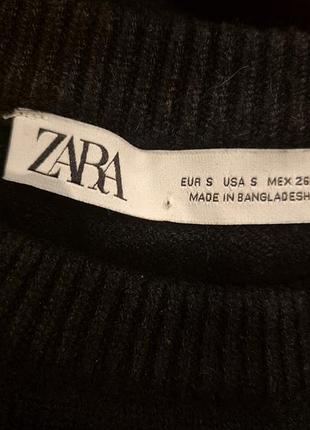 ZARA
EUR S USA S MEX 26
MADE IN BANGLADESH